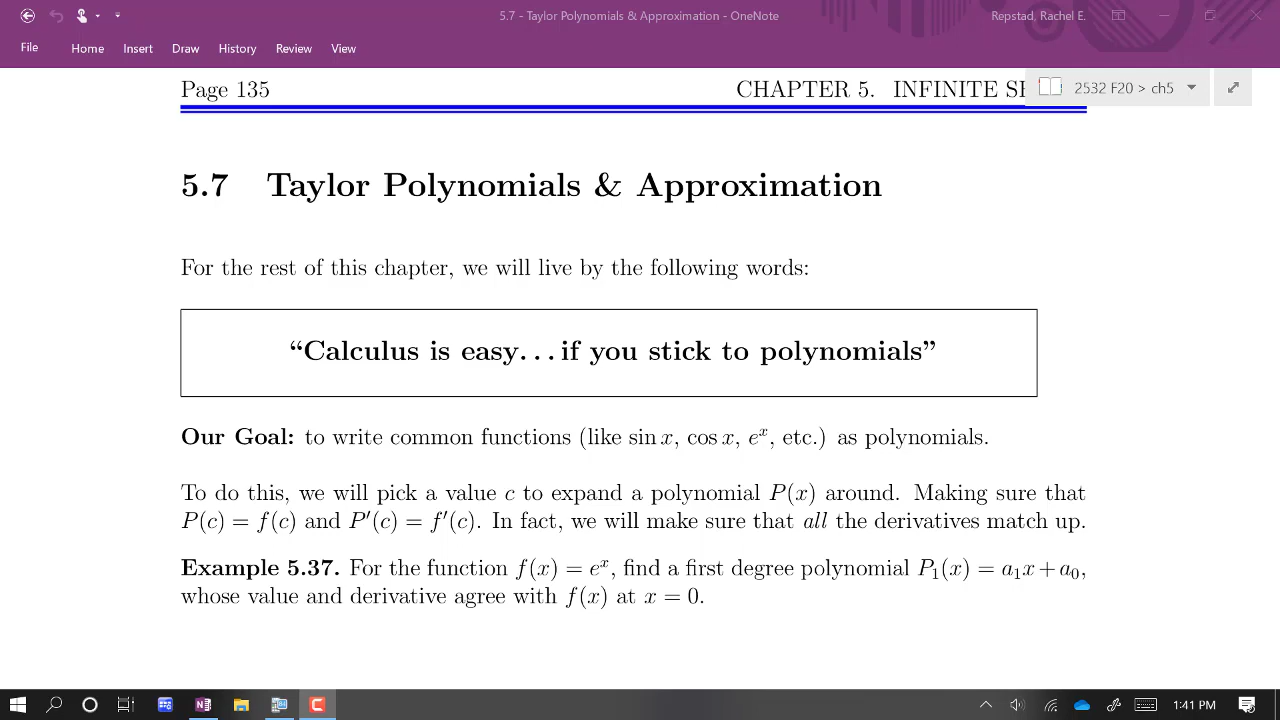 5.7 - Taylor Polynomials & Approximation - OneNote
Repstad, Rachel E.
File Home Insert Draw History Review View
Page 135 CHAPTER 5. INFINITE SE
2532 F20 > ch5
5.7 Taylor Polynomials & Approximation
For the rest of this chapter, we will live by the following words:
“Calculus is easy...if you stick to polynomials”
Our Goal: to write common functions (like sin x, cos x, eˣ, etc.) as polynomials.
To do this, we will pick a value c to expand a polynomial P(x) around. Making sure that
P(c) = f(c) and P′(c) = f′(c). In fact, we will make sure that all the derivatives match up.
Example 5.37. For the function f(x) = eˣ, find a first degree polynomial P₁(x) = a₁x + a₀,
whose value and derivative agree with f(x) at x = 0.
1:41 PM